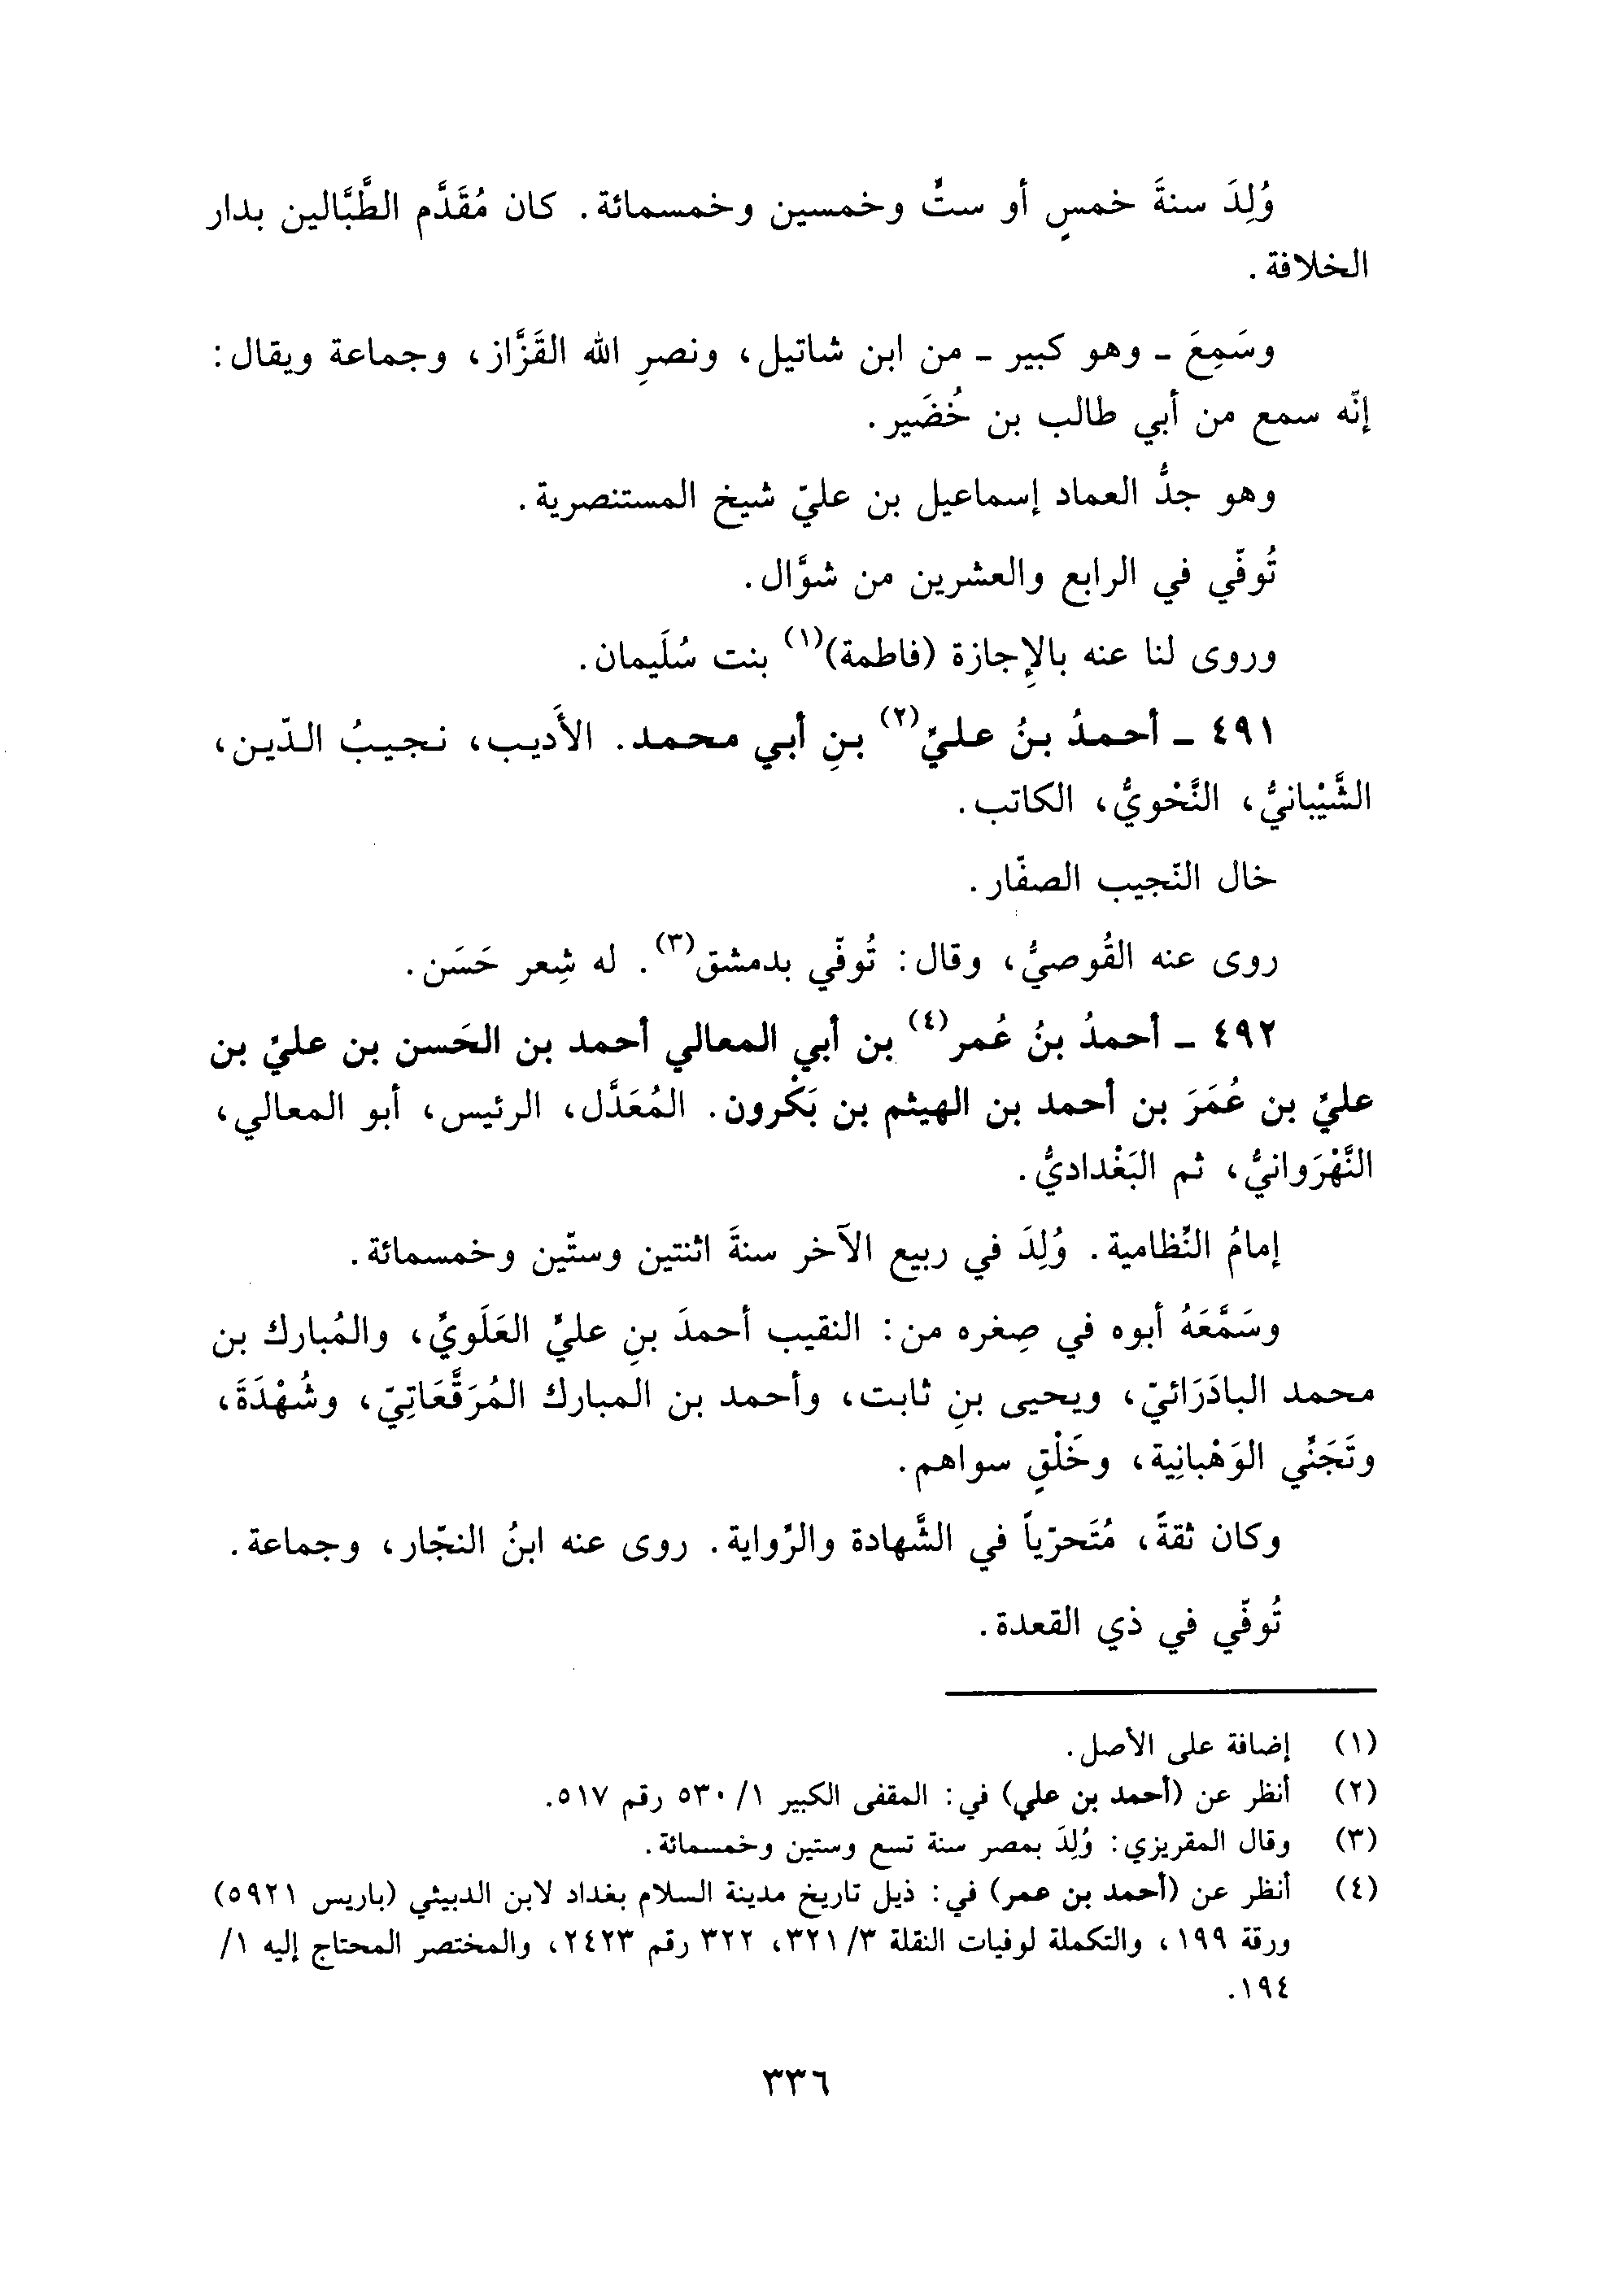 وُلِدَ سنةَ خمسٍ أو ستٍّ وخمسين وخمسمائة. كان مُقَدَّم الطَّبَّالين بدار
الخلافة.
وسَمِعَ ـ وهو كبير ـ من ابن شاتيل، ونصرِ الله القَزَّاز، وجماعة ويقال:
إنّه سمع من أبي طالب بن خُضَير.
وهو جدُّ العماد إسماعيل بن عليّ شيخ المستنصرية.
تُوفّي في الرابع والعشرين من شوَّال.
وروى لنا عنه بالإِجازة (فاطمة)(١) بنت سُلَيمان.
٤٩١ ـ أحمدُ بنُ عليِّ(٢) بنِ أبي محمد. الأَديب، نجيبُ الدّين،
الشَّيْبانيُّ، النَّحْويُّ، الكاتب.
خال النّجيب الصفّار.
روى عنه القُوصيُّ، وقال: تُوفّي بدمشق(٣). له شِعر حَسَن.
٤٩٢ ـ أحمدُ بنُ عُمر(٤) بن أبي المعالي أحمد بن الحَسن بن عليِّ بن
عليِّ بن عُمَرَ بن أحمد بن الهيثم بن بَكْرون. المُعَدَّل، الرئيس، أبو المعالي،
النَّهْرَوانيُّ، ثم البَغْداديُّ.
إمامُ النِّظامية. وُلِدَ في ربيع الآخر سنةَ اثنتين وستّين وخمسمائة.
وسَمَّعَهُ أبوه في صِغره من: النقيب أحمدَ بنِ عليٍّ العَلَويِّ، والمُبارك بن
محمد البادَرَائيّ، ويحيى بنِ ثابت، وأحمد بن المبارك المُرَقَّعَاتِيّ، وشُهْدَةَ،
وتَجَنِّي الوَهْبانِية، وخَلْقٍ سواهم.
وكان ثقةً، مُتَحرّياً في الشَّهادة والرِّواية. روى عنه ابنُ النجّار، وجماعة.
تُوفّي في ذي القعدة.
(١) إضافة على الأصل.
(٢) أنظر عن (أحمد بن علي) في: المقفى الكبير ١/ ٥٣٠ رقم ٥١٧.
(٣) وقال المقريزي: وُلِدَ بمصر سنة تسع وستين وخمسمائة.
(٤) أنظر عن (أحمد بن عمر) في: ذيل تاريخ مدينة السلام بغداد لابن الدبيثي (باريس ٥٩٢١)
ورقة ١٩٩، والتكملة لوفيات النقلة ٣/ ٣٢١، ٣٢٢ رقم ٢٤٢٣، والمختصر المحتاج إليه ١/
١٩٤.
٣٣٦